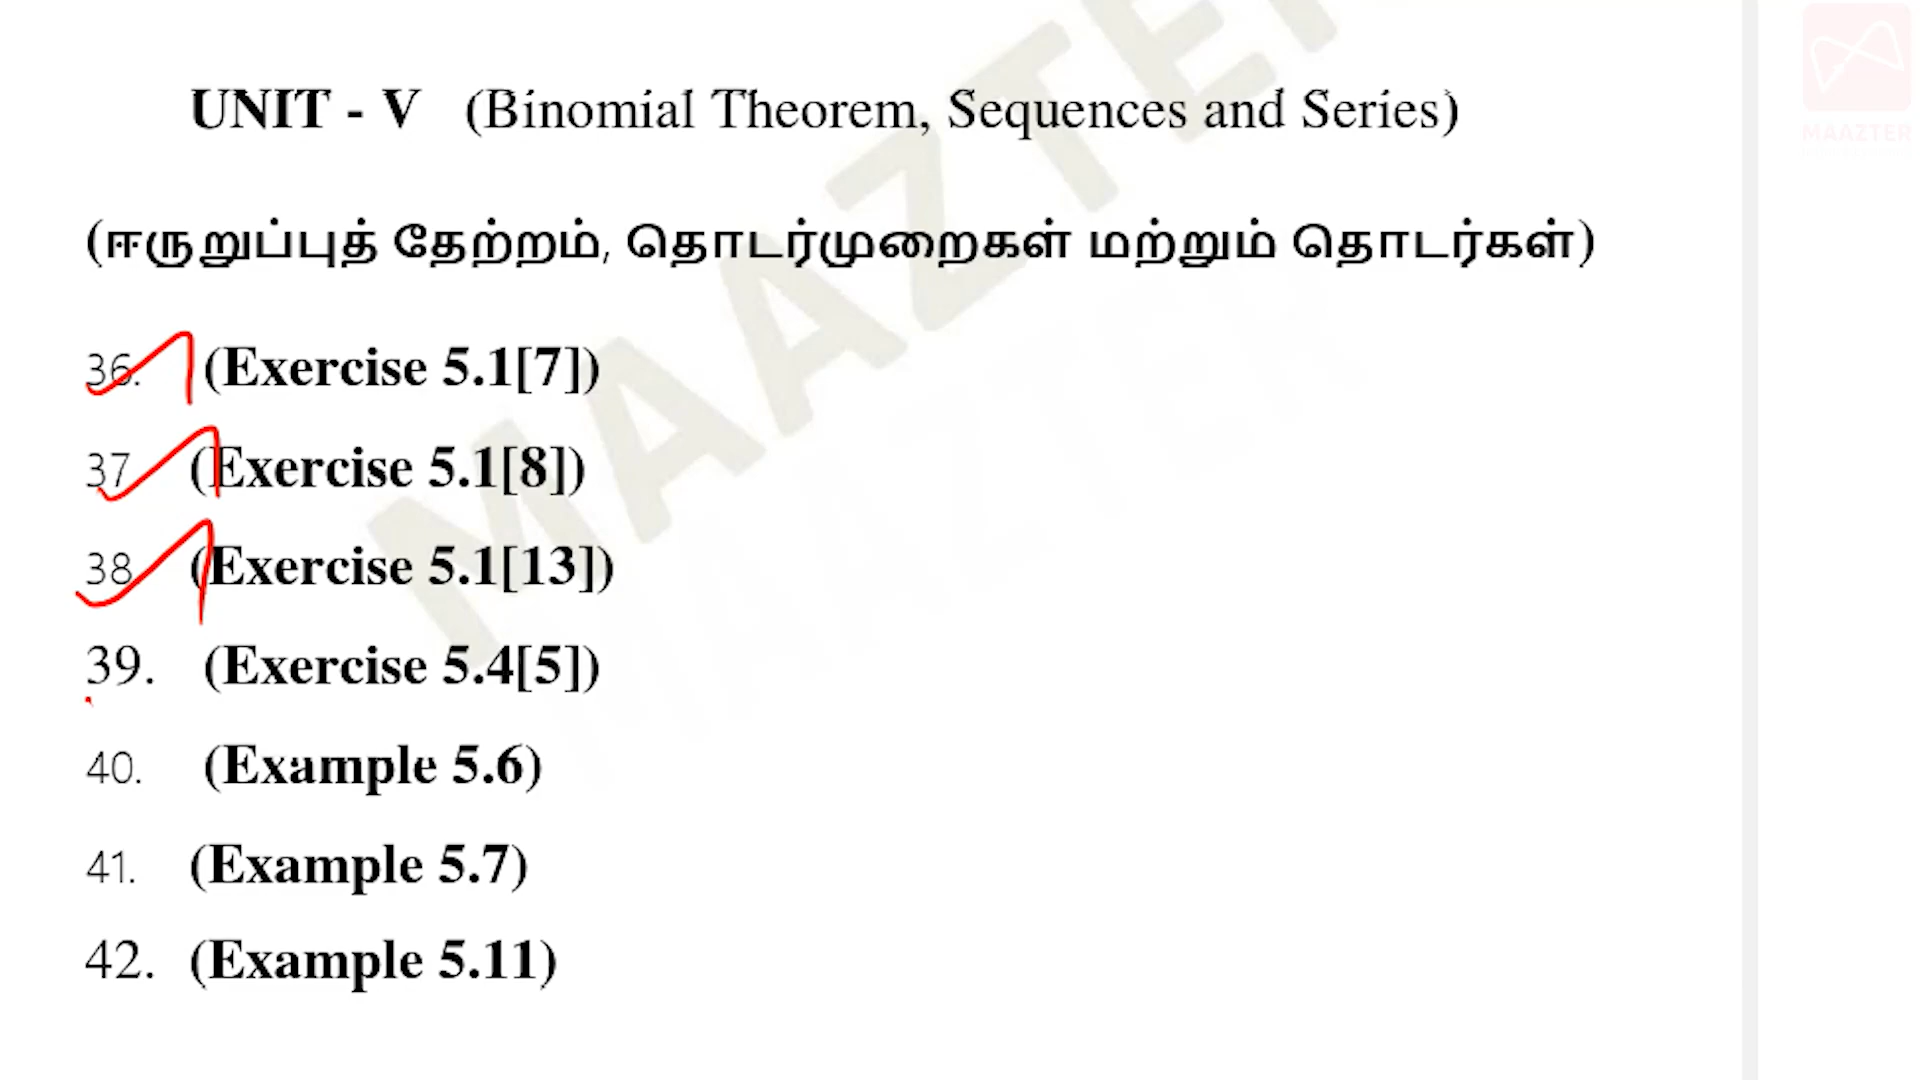 MAAZTER
UNIT - V (Binomial Theorem, Sequences and Series)
(ஈருறுப்புத் தேற்றம், தொடர்முறைகள் மற்றும் தொடர்கள்)
36. (Exercise 5.1[7])
37 (Exercise 5.1[8])
38 (Exercise 5.1[13])
39. (Exercise 5.4[5])
40. (Example 5.6)
41. (Example 5.7)
42. (Example 5.11)
MAAZTER